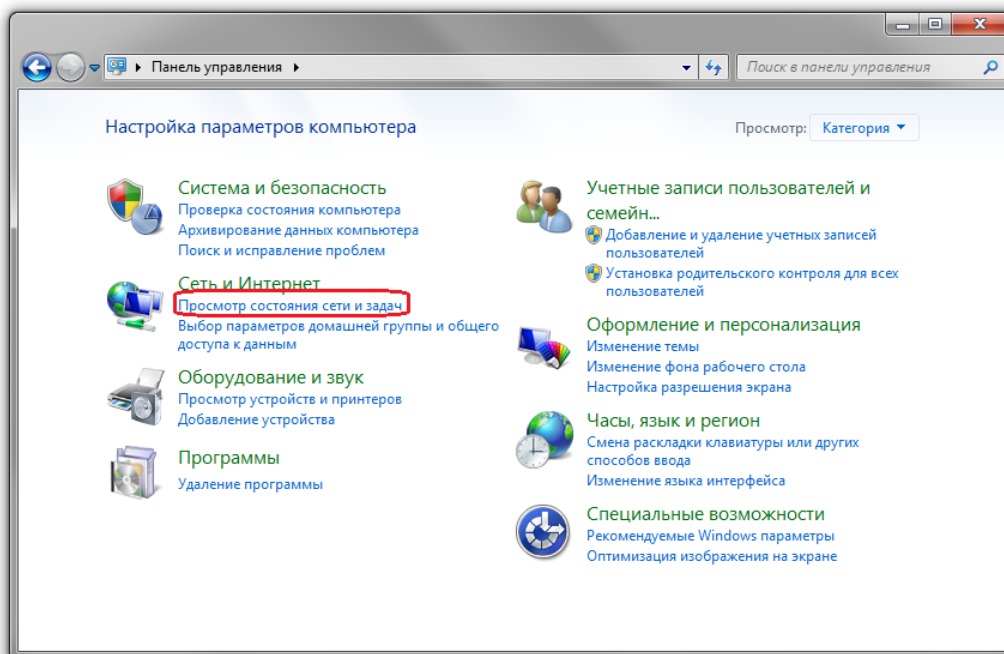 Панель управления
Поиск в панели управления
Настройка параметров компьютера
Просмотр: Категория
Система и безопасность
Проверка состояния компьютера
Архивирование данных компьютера
Поиск и исправление проблем
Сеть и Интернет
Просмотр состояния сети и задач
Выбор параметров домашней группы и общего
доступа к данным
Оборудование и звук
Просмотр устройств и принтеров
Добавление устройства
Программы
Удаление программы
Учетные записи пользователей и
семейн...
Добавление и удаление учетных записей
пользователей
Установка родительского контроля для всех
пользователей
Оформление и персонализация
Изменение темы
Изменение фона рабочего стола
Настройка разрешения экрана
Часы, язык и регион
Смена раскладки клавиатуры или других
способов ввода
Изменение языка интерфейса
Специальные возможности
Рекомендуемые Windows параметры
Оптимизация изображения на экране